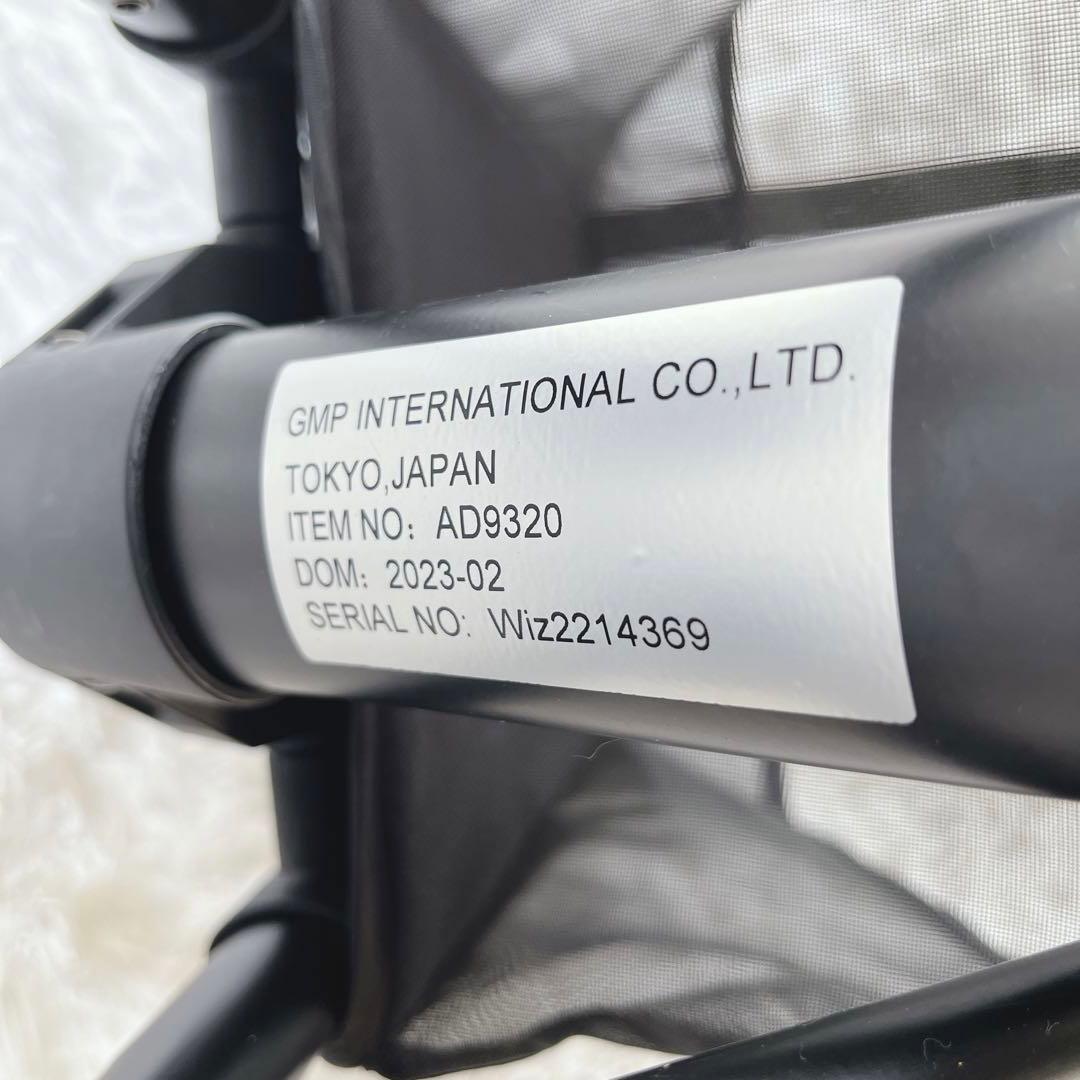 GMP INTERNATIONAL CO.,LTD.
TOKYO,JAPAN
ITEM NO: AD9320
DOM: 2023-02
SERIAL NO: Wiz2214369